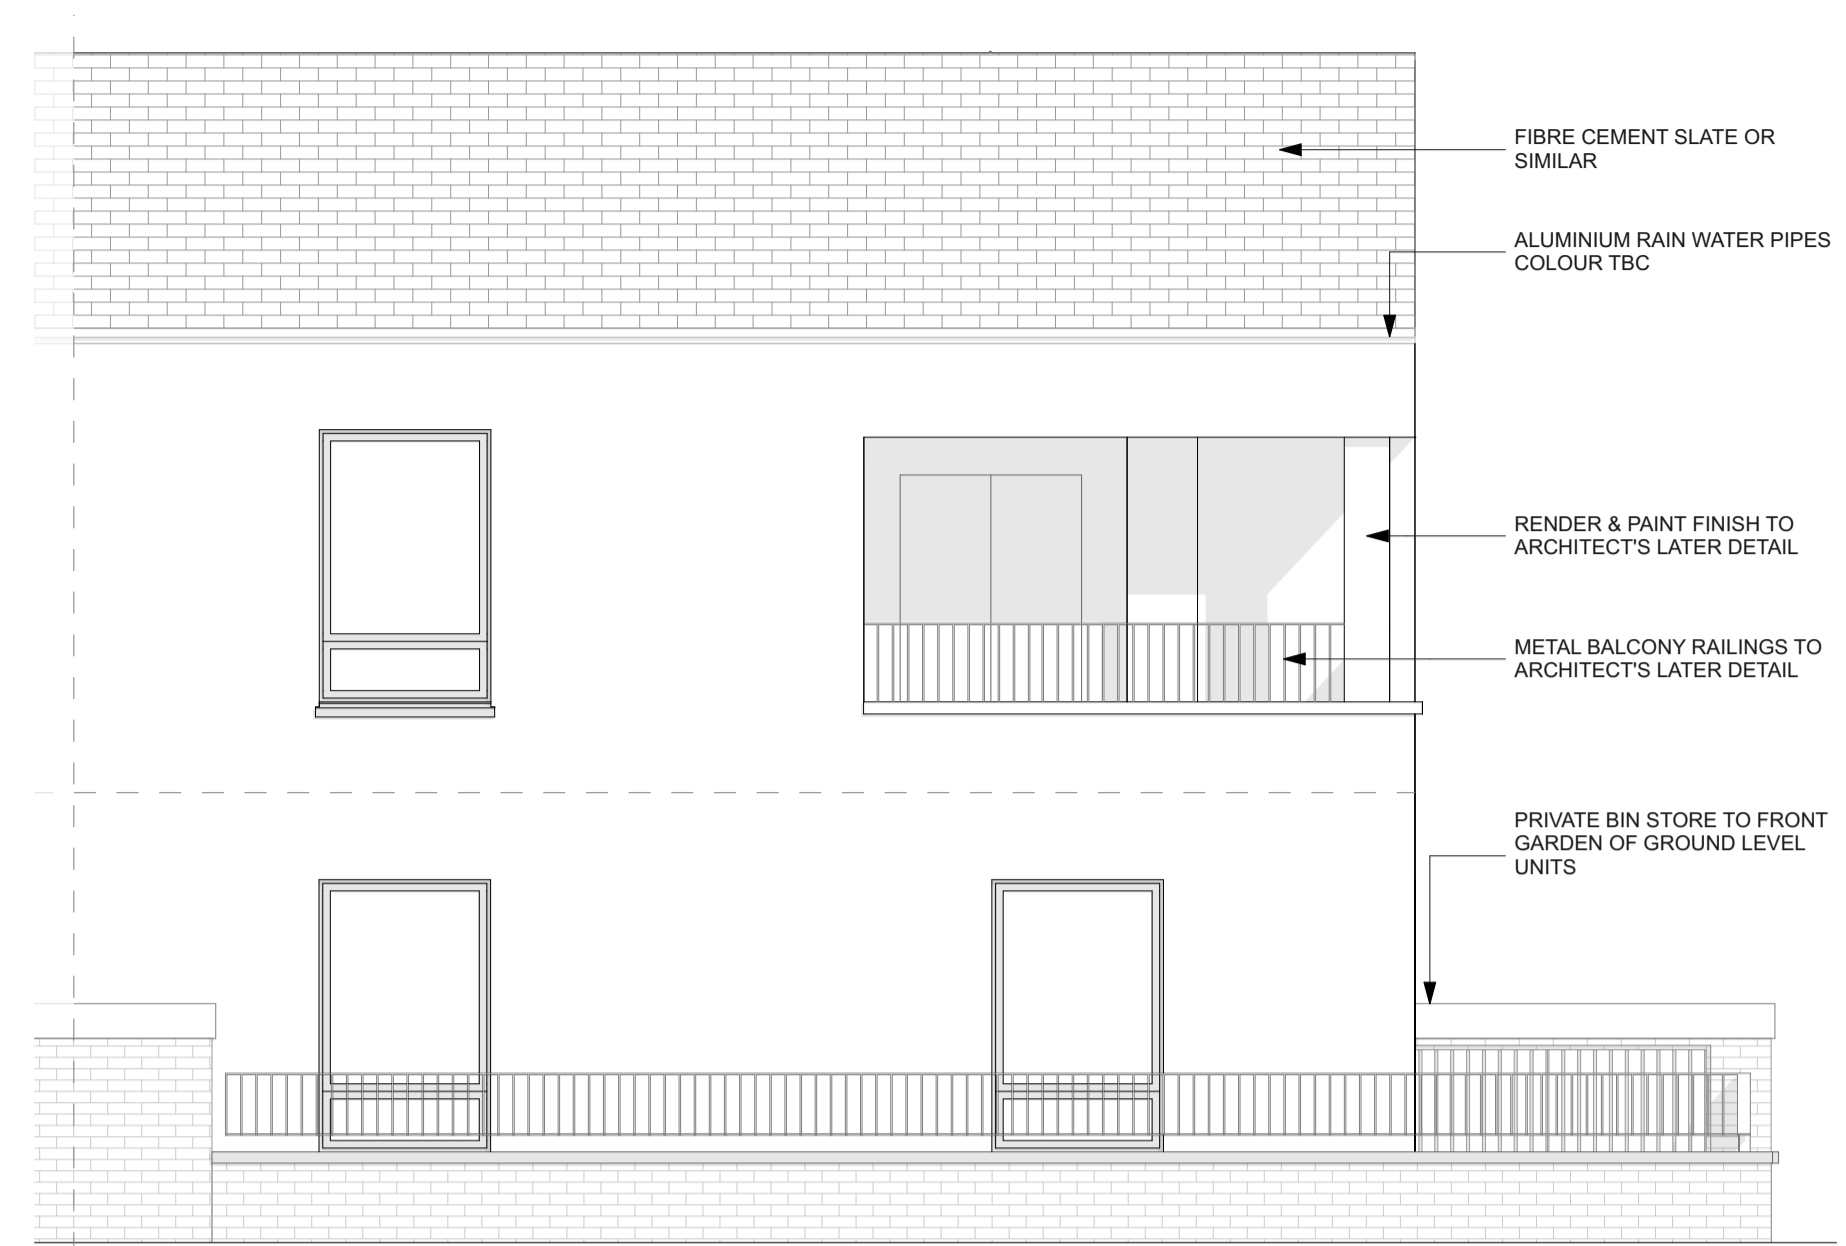 FIBRE CEMENT SLATE OR
SIMILAR
ALUMINIUM RAIN WATER PIPES
COLOUR TBC
RENDER & PAINT FINISH TO
ARCHITECT'S LATER DETAIL
METAL BALCONY RAILINGS TO
ARCHITECT'S LATER DETAIL
PRIVATE BIN STORE TO FRONT
GARDEN OF GROUND LEVEL
UNITS